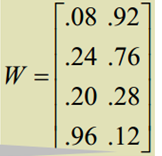 .08 .92
.24 .76
W =
.20 .28
.96 .12